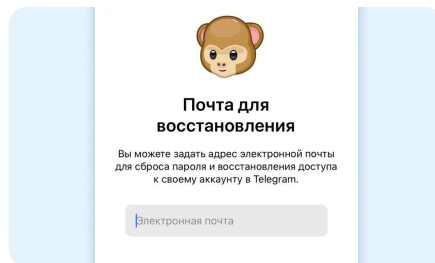 Почта для
восстановления
Вы можете задать адрес электронной почты
для сброса пароля и восстановления доступа
к своему аккаунту в Telegram.
Электронная почта